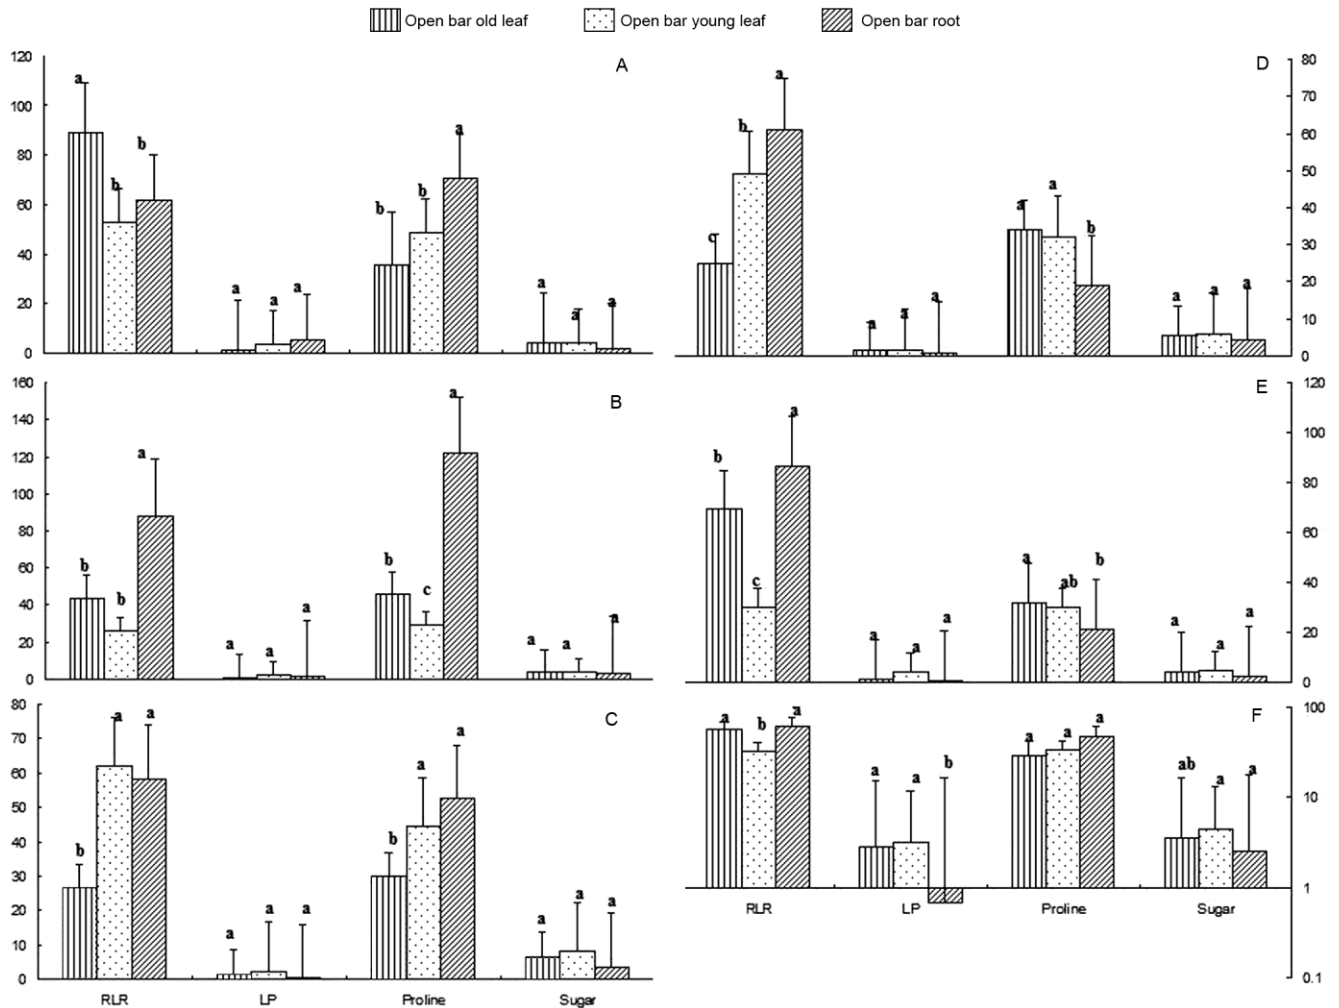 Open bar old leaf Open bar young leaf Open bar root
A
120
100
80
60
40
20
0
a b b
a a a
b b a
a a a
D
80
70
60
50
40
30
20
10
0
c b a
a a a
a a b
a a a
B
160
140
120
100
80
60
40
20
0
b b a
a a a
b c a
a a a
E
120
100
80
60
40
20
0
b c a
a a a
a ab b
a a a
C
80
70
60
50
40
30
20
10
0
b a a
a a a
b a a
a a a
RLR LP Proline Sugar
F
100
10
1
0.1
a b a
a a b
a a a
ab a a
RLR LP Proline Sugar